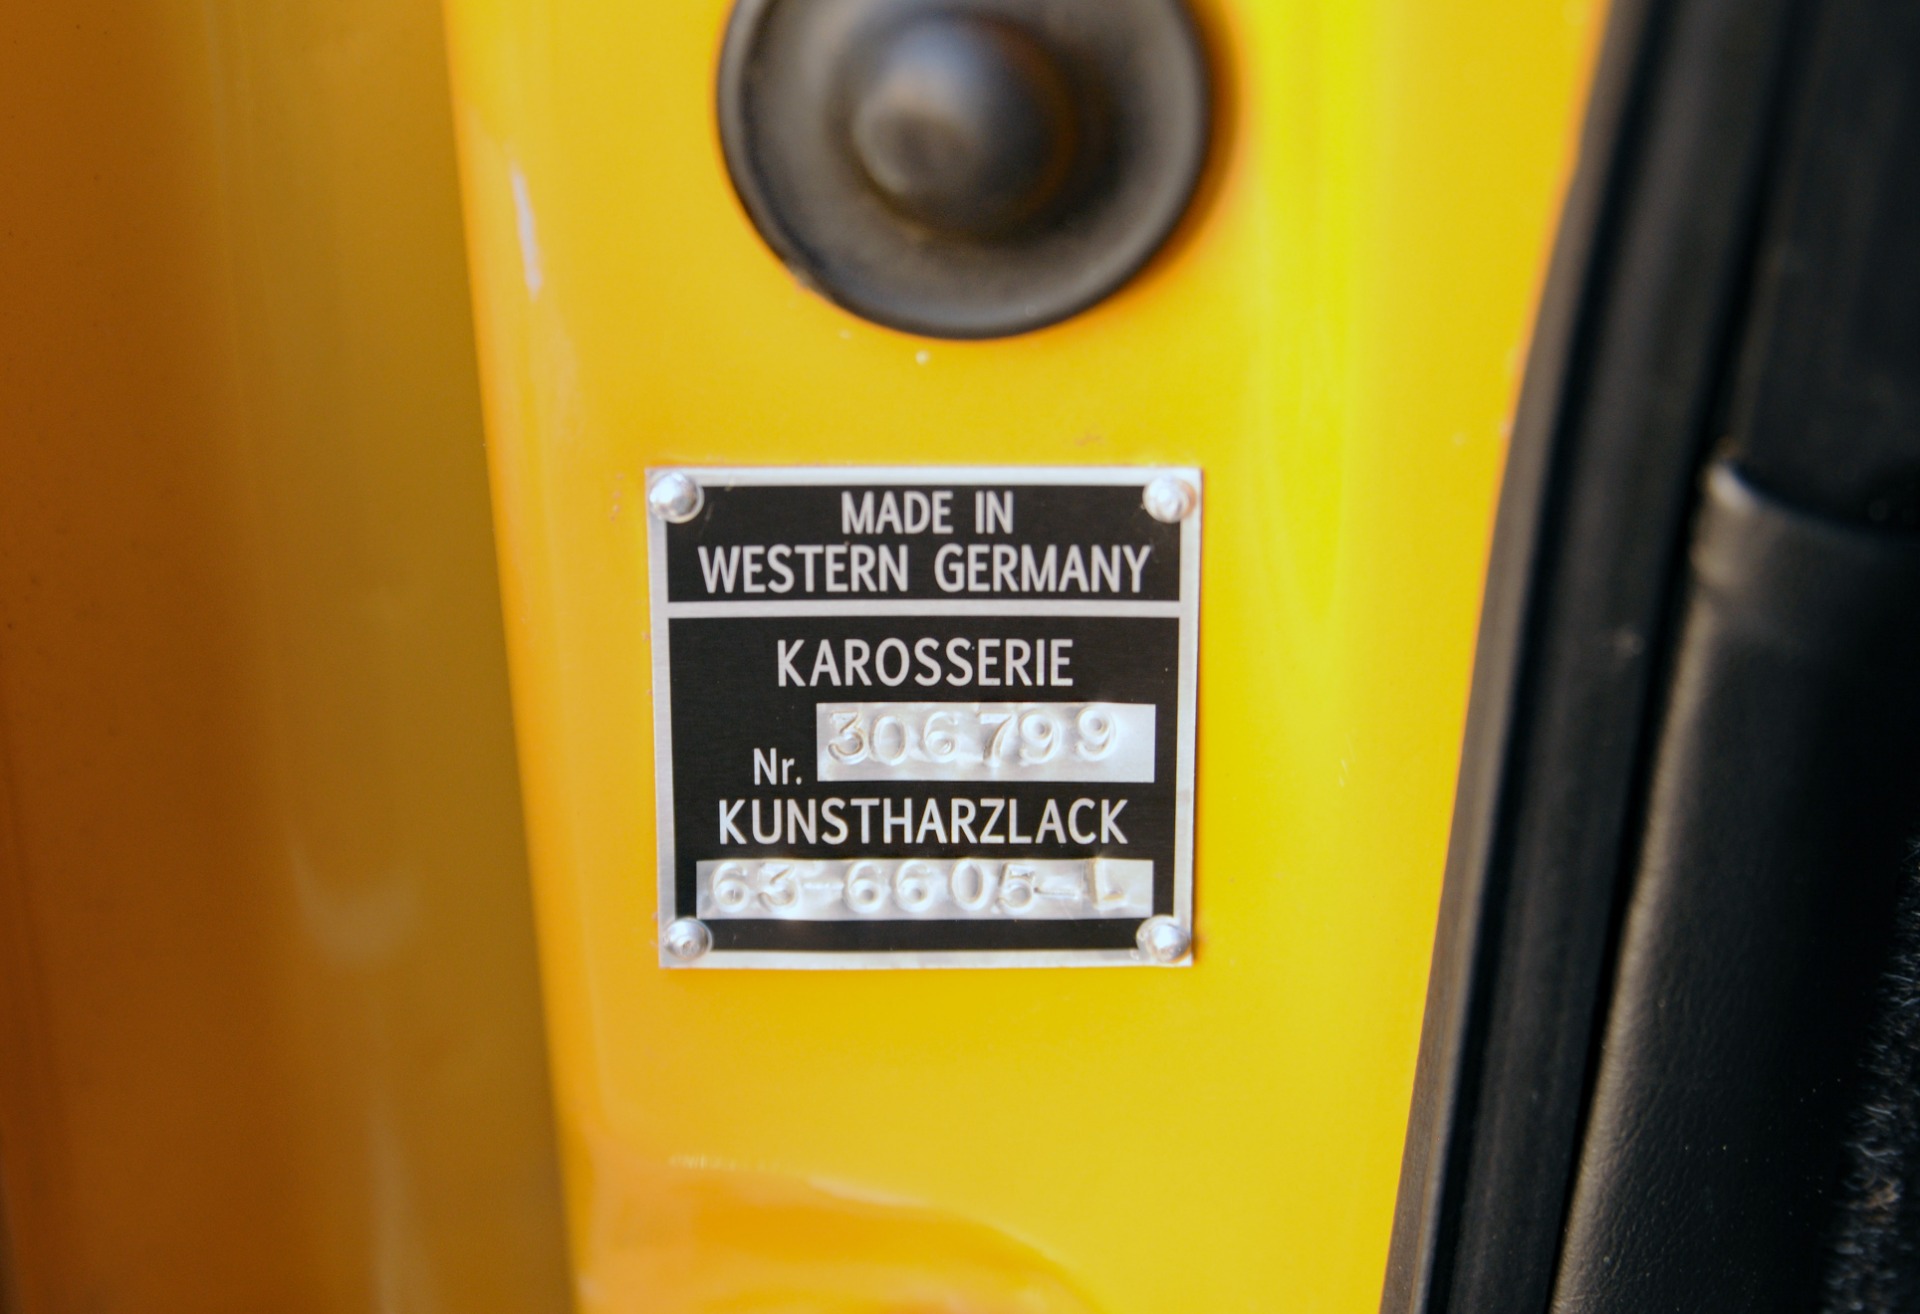 MADE IN
WESTERN GERMANY
KAROSSERIE
Nr. 306799
KUNSTHARZLACK
63-6605-L